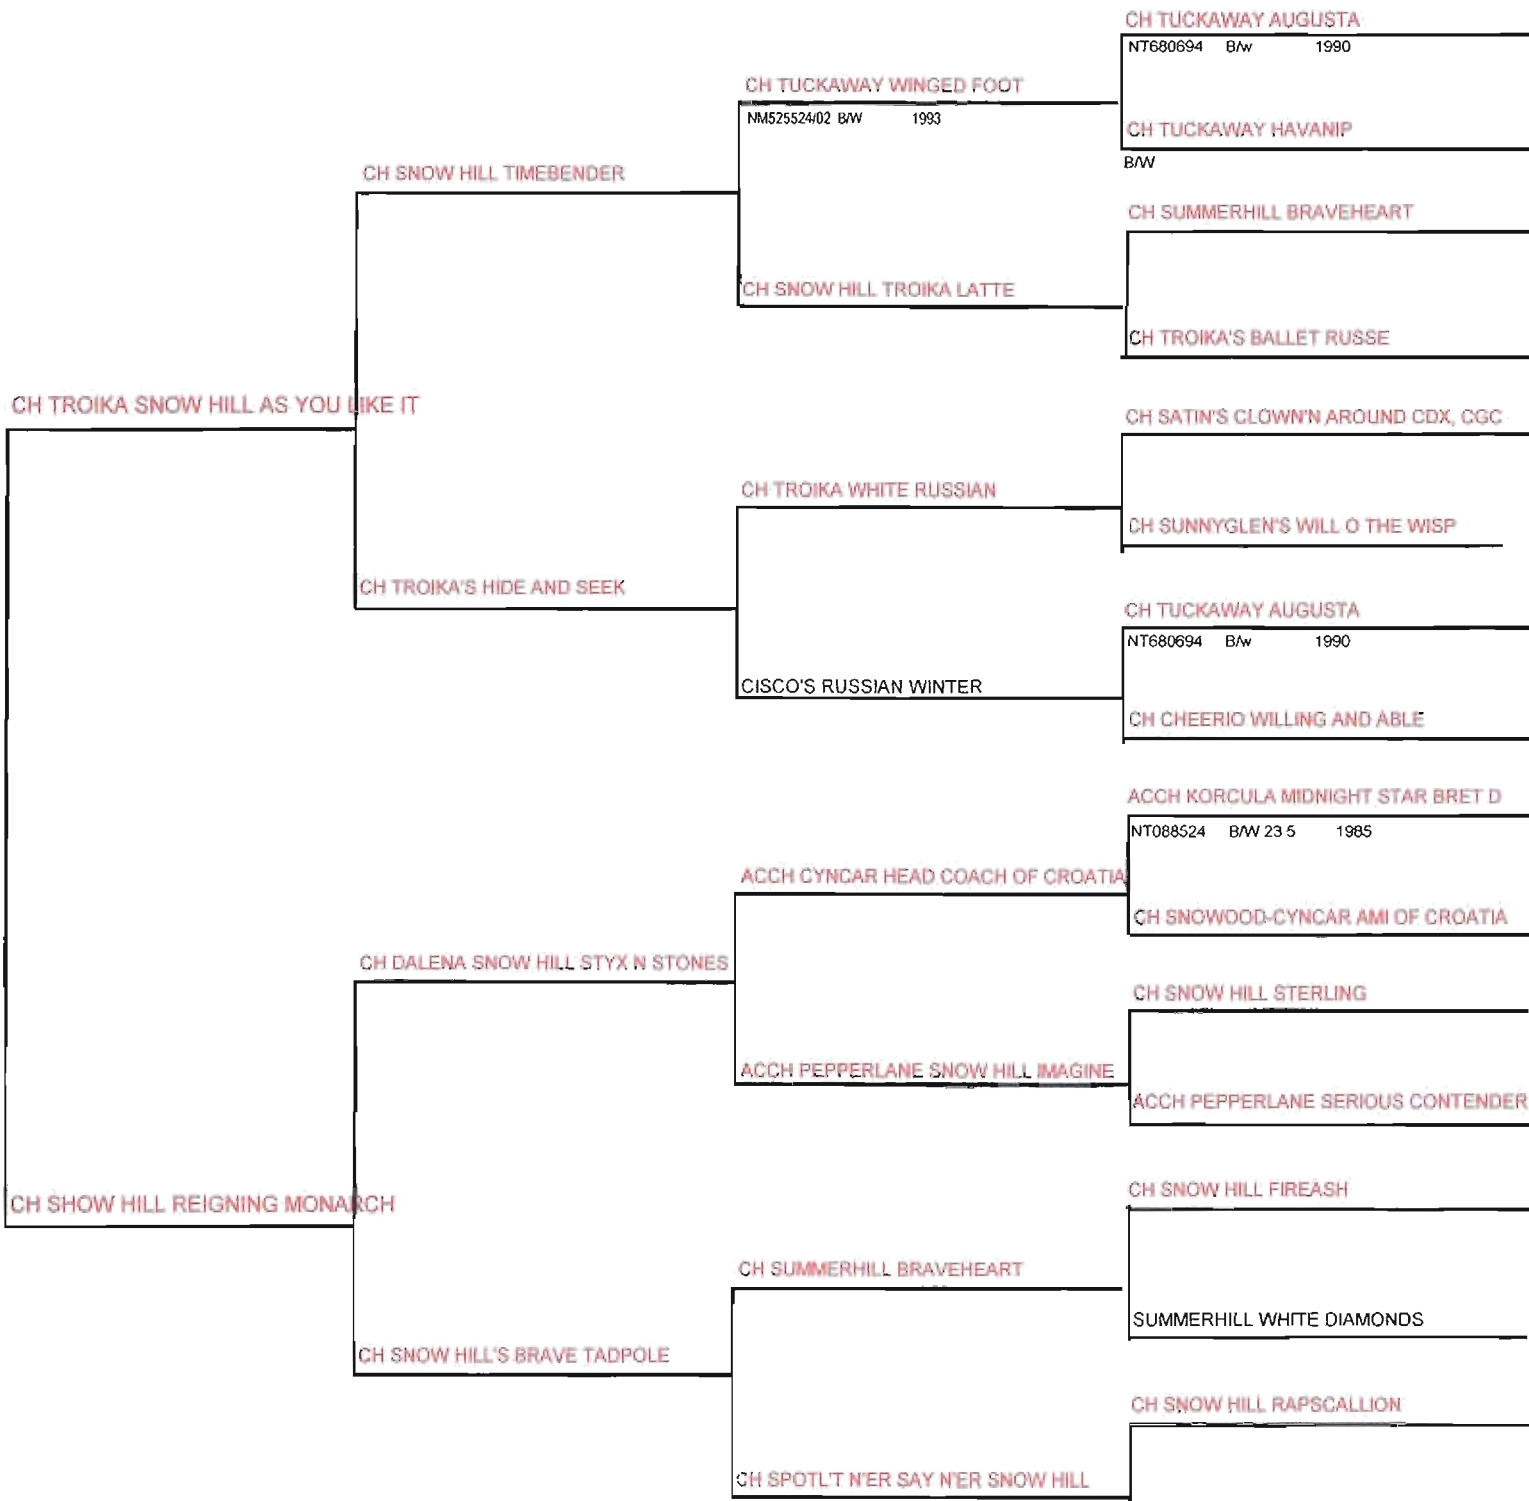 CH TUCKAWAY AUGUSTA
NT680694 B/w 1990
CH TUCKAWAY WINGED FOOT
NM525524/02 B/W 1993
CH TUCKAWAY HAVANIP
B/W
CH SNOW HILL TIMEBENDER
CH SUMMERHILL BRAVEHEART
CH SNOW HILL TROIKA LATTE
CH TROIKA'S BALLET RUSSE
CH TROIKA SNOW HILL AS YOU LIKE IT
CH SATIN'S CLOWN'N AROUND CDX, CGC
CH TROIKA WHITE RUSSIAN
CH SUNNYGLEN'S WILL O THE WISP
CH TROIKA'S HIDE AND SEEK
CH TUCKAWAY AUGUSTA
NT680694 B/w 1990
CISCO'S RUSSIAN WINTER
CH CHEERIO WILLING AND ABLE
ACCH KORCULA MIDNIGHT STAR BRET D
NT088524 B/W 23 5 1985
ACCH CYNCAR HEAD COACH OF CROATIA
CH SNOWOOD-CYNCAR AMI OF CROATIA
CH DALENA SNOW HILL STYX N STONES
CH SNOW HILL STERLING
ACCH PEPPERLANE SNOW HILL IMAGINE
ACCH PEPPERLANE SERIOUS CONTENDER
CH SHOW HILL REIGNING MONARCH
CH SNOW HILL FIREASH
CH SUMMERHILL BRAVEHEART
SUMMERHILL WHITE DIAMONDS
CH SNOW HILL'S BRAVE TADPOLE
CH SNOW HILL RAPSCALLION
CH SPOTL'T N'ER SAY N'ER SNOW HILL